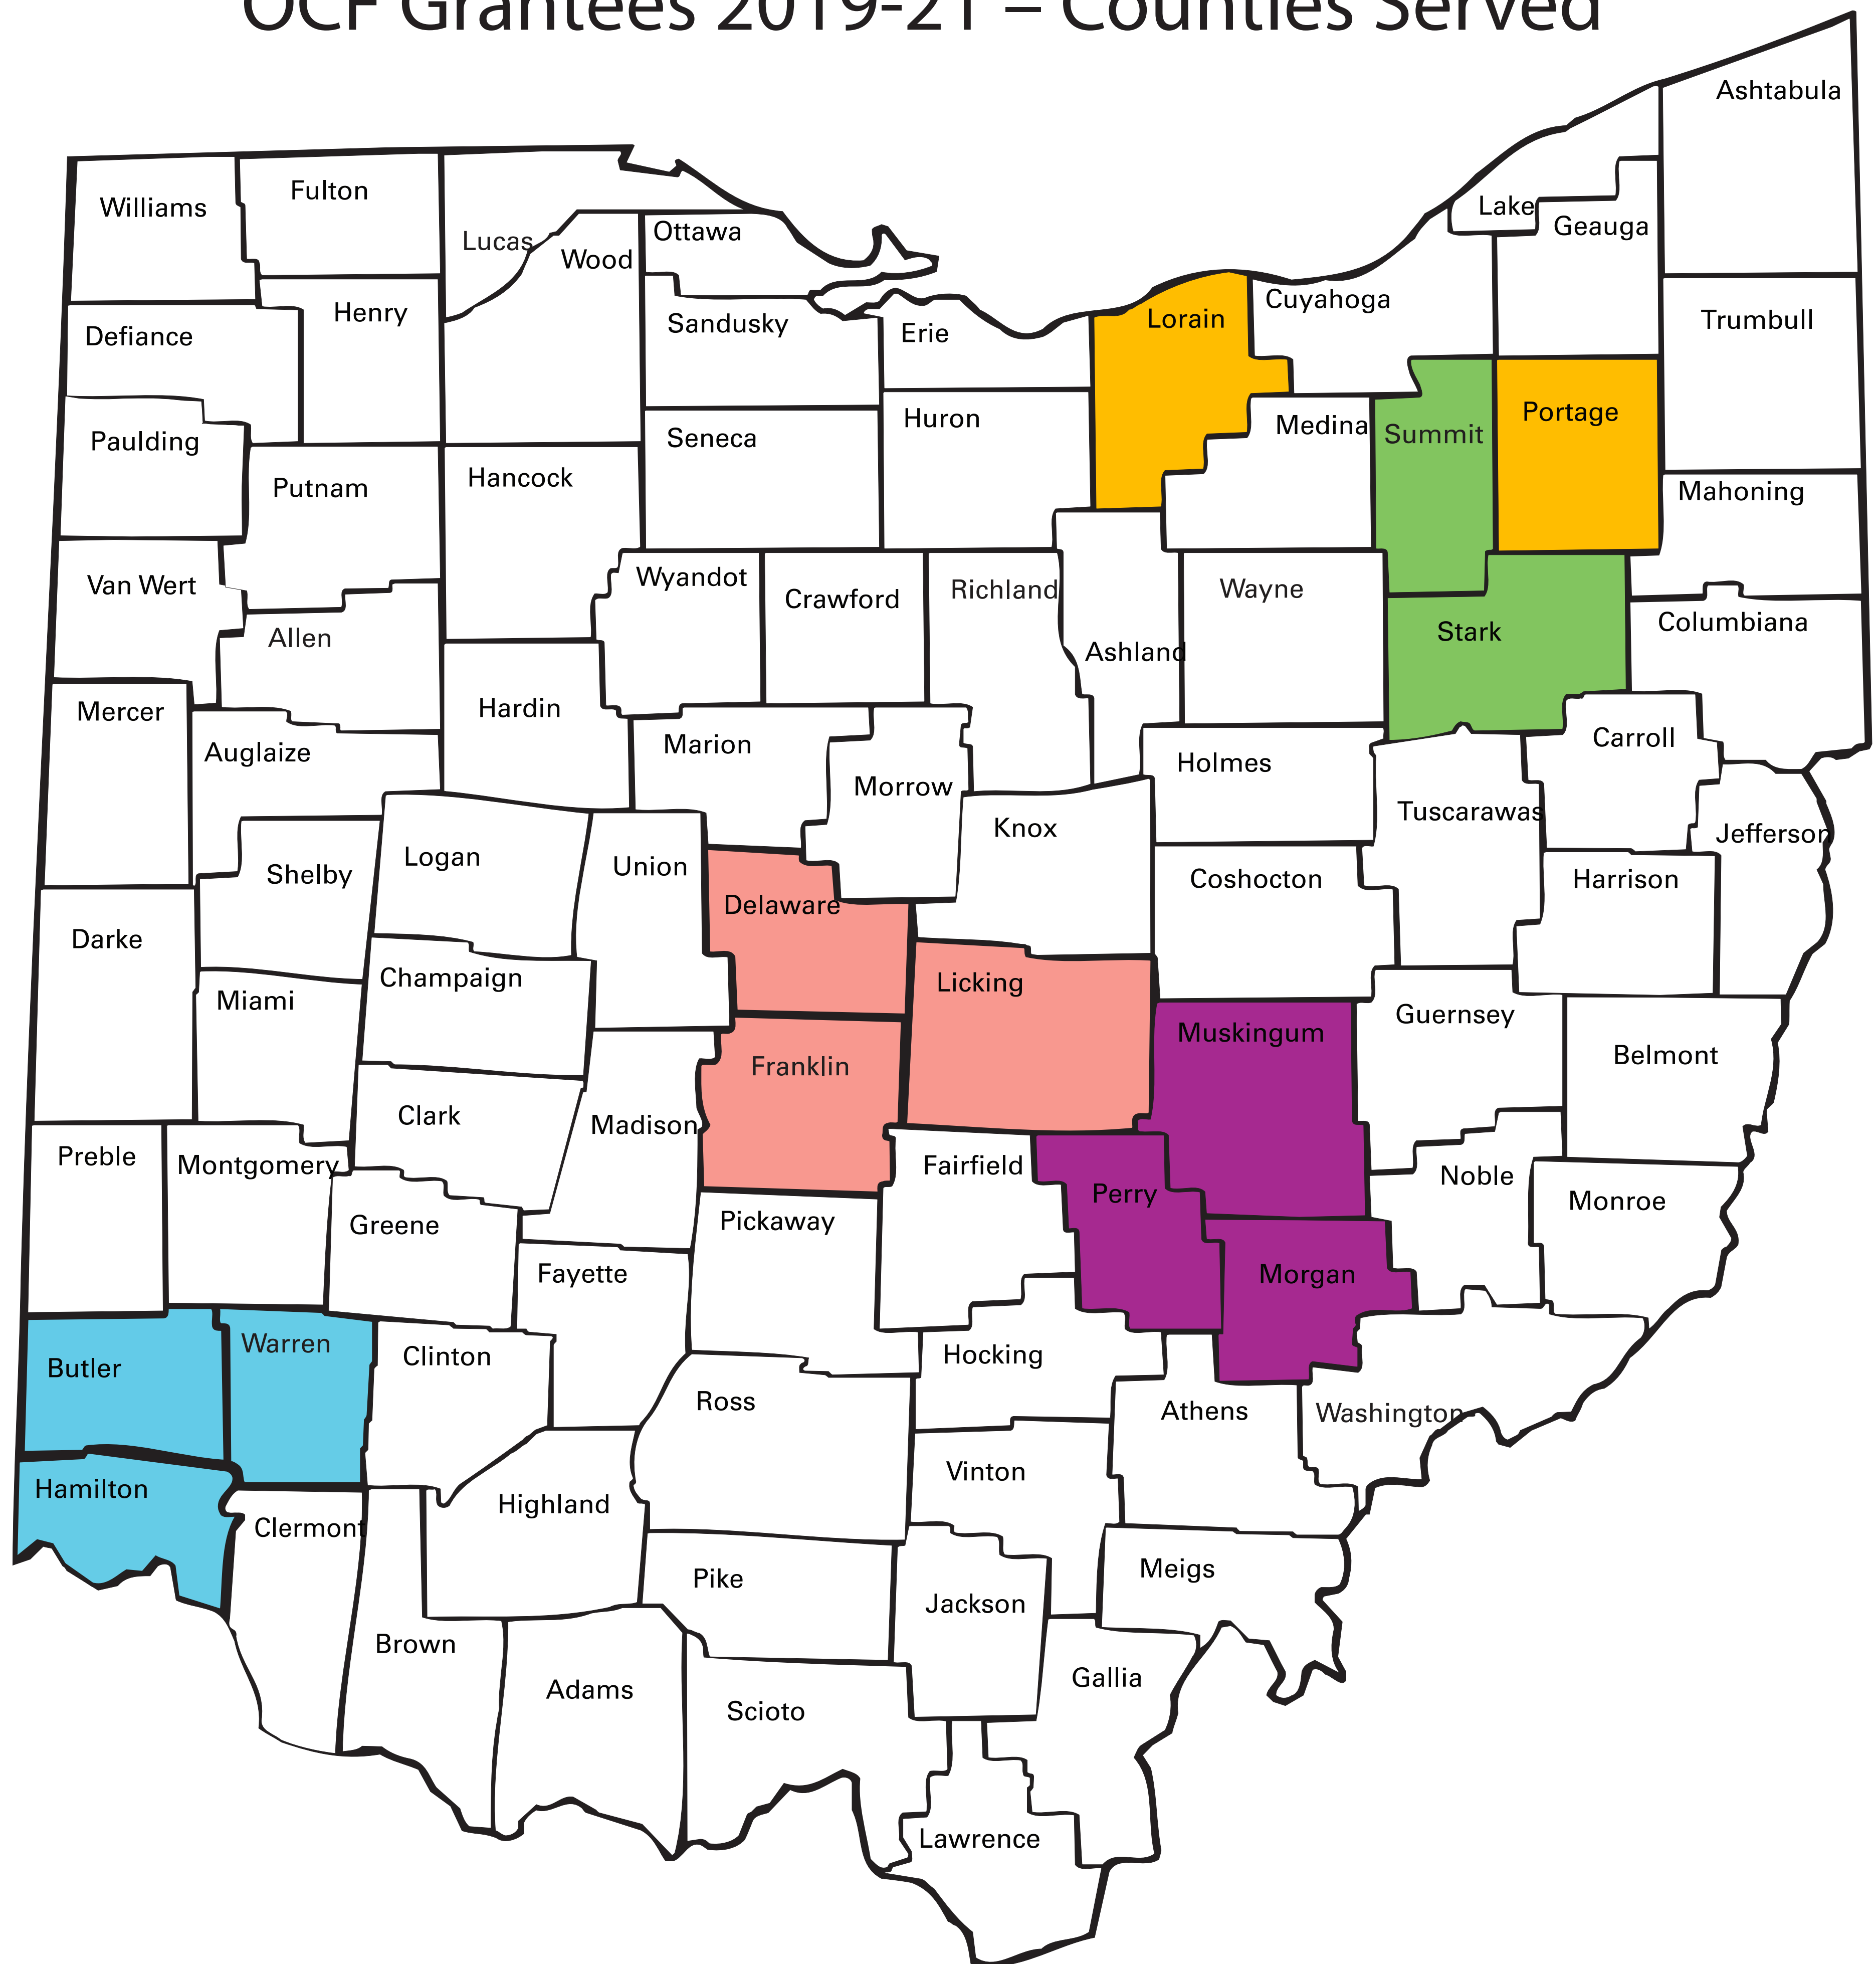 OCF Grantees 2019-21 – Counties Served
Ashtabula
Williams
Fulton
Lucas
Wood
Ottawa
Lake
Geauga
Henry
Defiance
Sandusky
Erie
Lorain
Cuyahoga
Trumbull
Paulding
Putnam
Hancock
Seneca
Huron
Medina
Summit
Portage
Mahoning
Van Wert
Allen
Wyandot
Crawford
Richland
Ashland
Wayne
Stark
Columbiana
Mercer
Auglaize
Hardin
Marion
Morrow
Holmes
Carroll
Tuscarawas
Jefferson
Knox
Shelby
Logan
Union
Delaware
Coshocton
Harrison
Darke
Champaign
Miami
Licking
Muskingum
Guernsey
Belmont
Franklin
Clark
Madison
Preble
Montgomery
Fairfield
Perry
Noble
Monroe
Greene
Pickaway
Fayette
Morgan
Butler
Warren
Clinton
Hocking
Ross
Athens
Washington
Hamilton
Vinton
Highland
Clermont
Pike
Meigs
Jackson
Brown
Adams
Gallia
Scioto
Lawrence